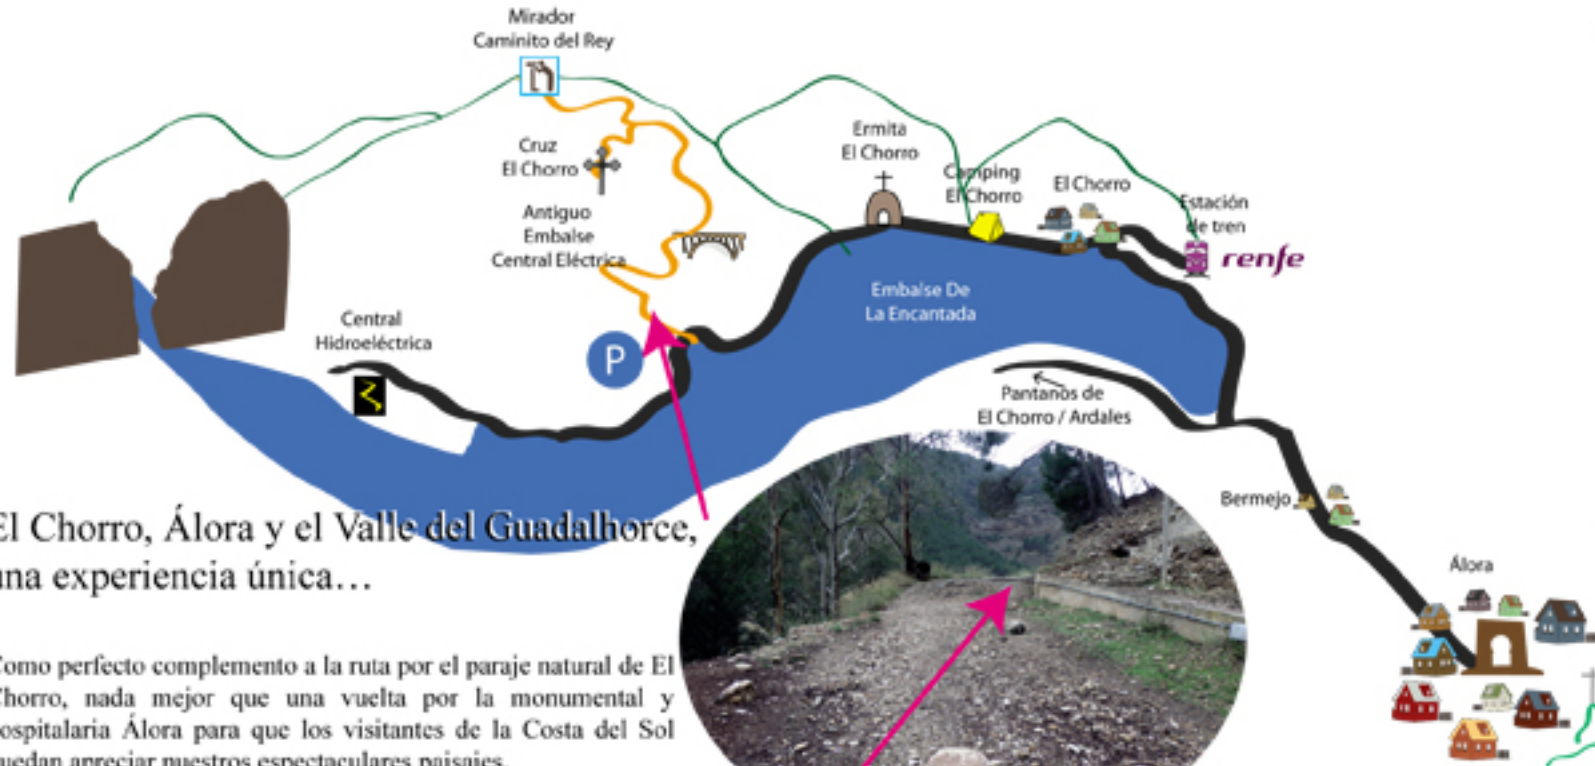 Mirador
Caminito del Rey
Cruz
El Chorro
Antiguo
Embalse
Central Eléctrica
Ermita
El Chorro
Camping
El Chorro
El Chorro
Estación
de tren
renfe
Embalse De
La Encantada
Central
Hidroeléctrica
P
Pantanos de
El Chorro / Ardales
Bermejo
Álora
El Chorro, Álora y el Valle del Guadalhorce,
una experiencia única…
Como perfecto complemento a la ruta por el paraje natural de El
Chorro, nada mejor que una vuelta por la monumental y
hospitalaria Álora para que los visitantes de la Costa del Sol
puedan apreciar nuestros espectaculares paisajes.